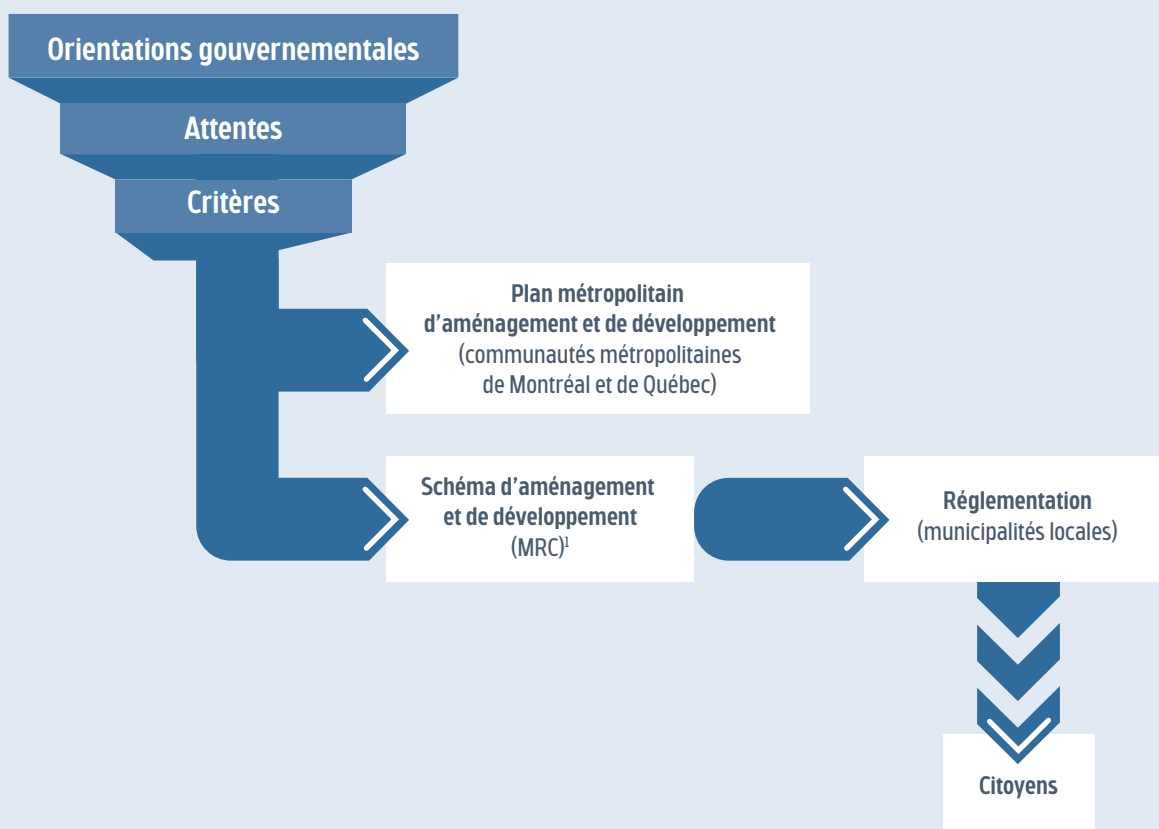 Orientations gouvernementales
Attentes
Critères
Plan métropolitain
d’aménagement et de développement
(communautés métropolitaines
de Montréal et de Québec)
Schéma d’aménagement
et de développement
(MRC)¹
Réglementation
(municipalités locales)
Citoyens